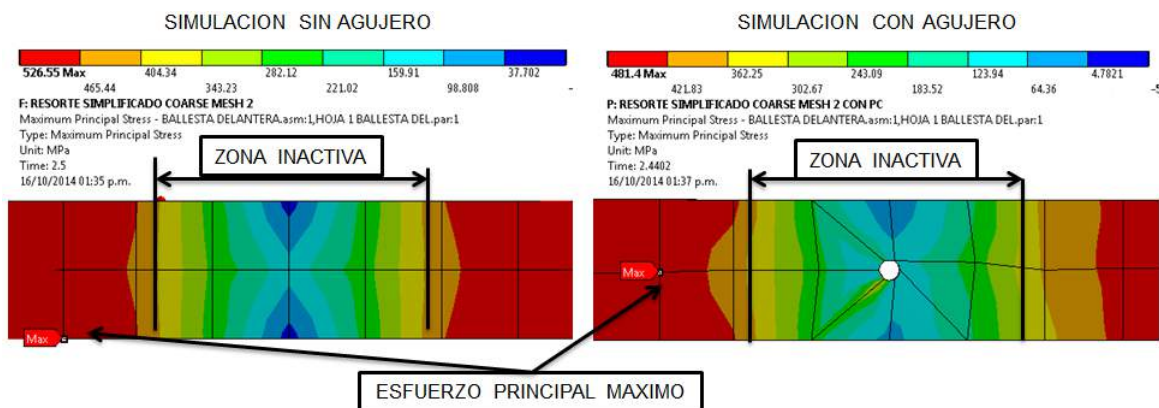 SIMULACION SIN AGUJERO
526.55 Max
404.34
282.12
159.91
37.702
465.44
343.23
221.02
98.808
F: RESORTE SIMPLIFICADO COARSE MESH 2
Maximum Principal Stress - BALLESTA DELANTERA.asm:1,HOJA 1 BALLESTA DEL.par:1
Type: Maximum Principal Stress
Unit: MPa
Time: 2.5
16/10/2014 01:35 p.m.
ZONA INACTIVA
Max
SIMULACION CON AGUJERO
481.4 Max
362.25
243.09
123.94
4.7821
421.83
302.67
183.52
64.36
P: RESORTE SIMPLIFICADO COARSE MESH 2 CON PC
Maximum Principal Stress - BALLESTA DELANTERA.asm:1,HOJA 1 BALLESTA DEL.par:1
Type: Maximum Principal Stress
Unit: MPa
Time: 2.4402
16/10/2014 01:37 p.m.
ZONA INACTIVA
Max
ESFUERZO PRINCIPAL MAXIMO